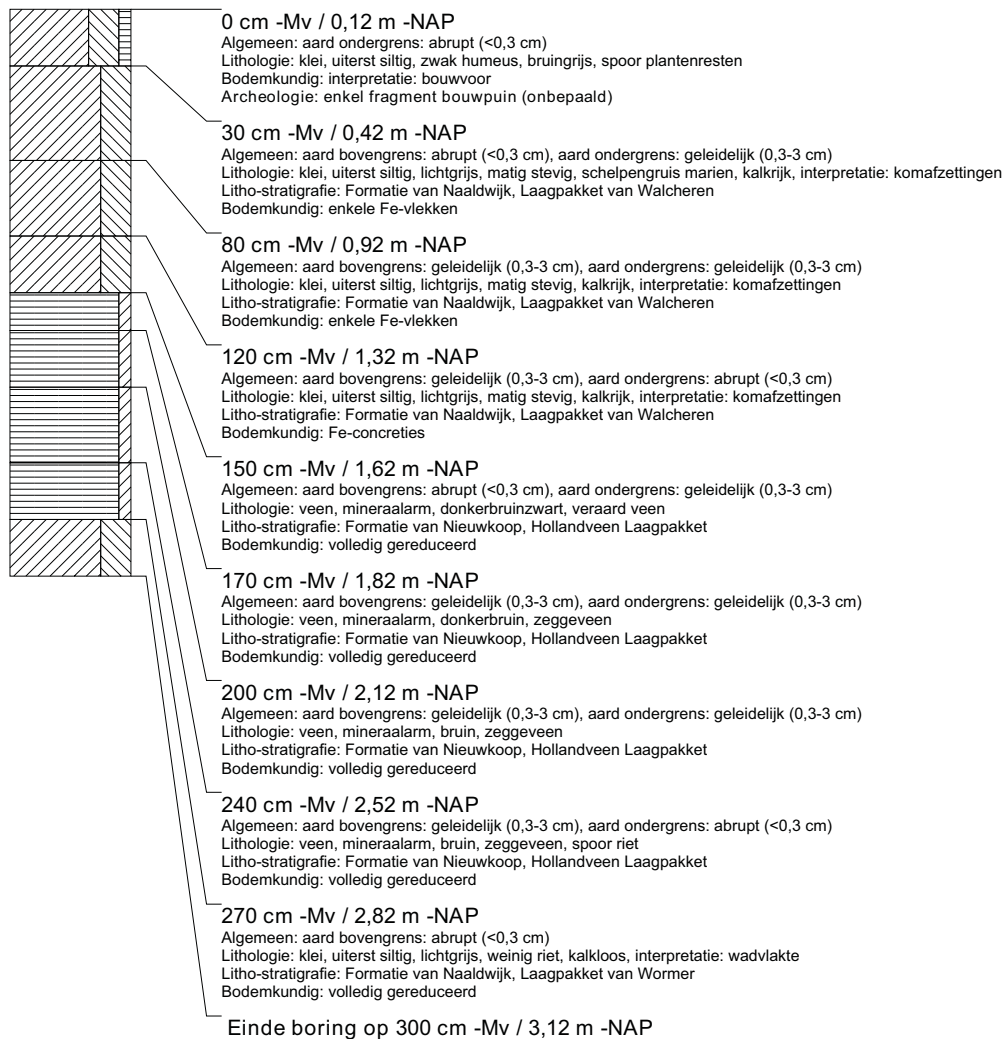 0 cm -Mv / 0,12 m -NAP
Algemeen: aard ondergrens: abrupt (<0,3 cm)
Lithologie: klei, uiterst siltig, zwak humeus, bruingrijs, spoor plantenresten
Bodemkundig: interpretatie: bouwvoor
Archeologie: enkel fragment bouwpuin (onbepaald)
30 cm -Mv / 0,42 m -NAP
Algemeen: aard bovengrens: abrupt (<0,3 cm), aard ondergrens: geleidelijk (0,3-3 cm)
Lithologie: klei, uiterst siltig, lichtgrijs, matig stevig, schelpengruis marien, kalkrijk, interpretatie: komafzettingen
Litho-stratigrafie: Formatie van Naaldwijk, Laagpakket van Walcheren
Bodemkundig: enkele Fe-vlekken
80 cm -Mv / 0,92 m -NAP
Algemeen: aard bovengrens: geleidelijk (0,3-3 cm), aard ondergrens: geleidelijk (0,3-3 cm)
Lithologie: klei, uiterst siltig, lichtgrijs, matig stevig, kalkrijk, interpretatie: komafzettingen
Litho-stratigrafie: Formatie van Naaldwijk, Laagpakket van Walcheren
Bodemkundig: enkele Fe-vlekken
120 cm -Mv / 1,32 m -NAP
Algemeen: aard bovengrens: geleidelijk (0,3-3 cm), aard ondergrens: abrupt (<0,3 cm)
Lithologie: klei, uiterst siltig, lichtgrijs, matig stevig, kalkrijk, interpretatie: komafzettingen
Litho-stratigrafie: Formatie van Naaldwijk, Laagpakket van Walcheren
Bodemkundig: Fe-concreties
150 cm -Mv / 1,62 m -NAP
Algemeen: aard bovengrens: abrupt (<0,3 cm), aard ondergrens: geleidelijk (0,3-3 cm)
Lithologie: veen, mineraalarm, donkerbruinzwart, veraard veen
Litho-stratigrafie: Formatie van Nieuwkoop, Hollandveen Laagpakket
Bodemkundig: volledig gereduceerd
170 cm -Mv / 1,82 m -NAP
Algemeen: aard bovengrens: geleidelijk (0,3-3 cm), aard ondergrens: geleidelijk (0,3-3 cm)
Lithologie: veen, mineraalarm, donkerbruin, zeggeveen
Litho-stratigrafie: Formatie van Nieuwkoop, Hollandveen Laagpakket
Bodemkundig: volledig gereduceerd
200 cm -Mv / 2,12 m -NAP
Algemeen: aard bovengrens: geleidelijk (0,3-3 cm), aard ondergrens: geleidelijk (0,3-3 cm)
Lithologie: veen, mineraalarm, bruin, zeggeveen
Litho-stratigrafie: Formatie van Nieuwkoop, Hollandveen Laagpakket
Bodemkundig: volledig gereduceerd
240 cm -Mv / 2,52 m -NAP
Algemeen: aard bovengrens: geleidelijk (0,3-3 cm), aard ondergrens: abrupt (<0,3 cm)
Lithologie: veen, mineraalarm, bruin, zeggeveen, spoor riet
Litho-stratigrafie: Formatie van Nieuwkoop, Hollandveen Laagpakket
Bodemkundig: volledig gereduceerd
270 cm -Mv / 2,82 m -NAP
Algemeen: aard bovengrens: abrupt (<0,3 cm)
Lithologie: klei, uiterst siltig, lichtgrijs, weinig riet, kalkloos, interpretatie: wadvlakte
Litho-stratigrafie: Formatie van Naaldwijk, Laagpakket van Wormer
Bodemkundig: volledig gereduceerd
Einde boring op 300 cm -Mv / 3,12 m -NAP